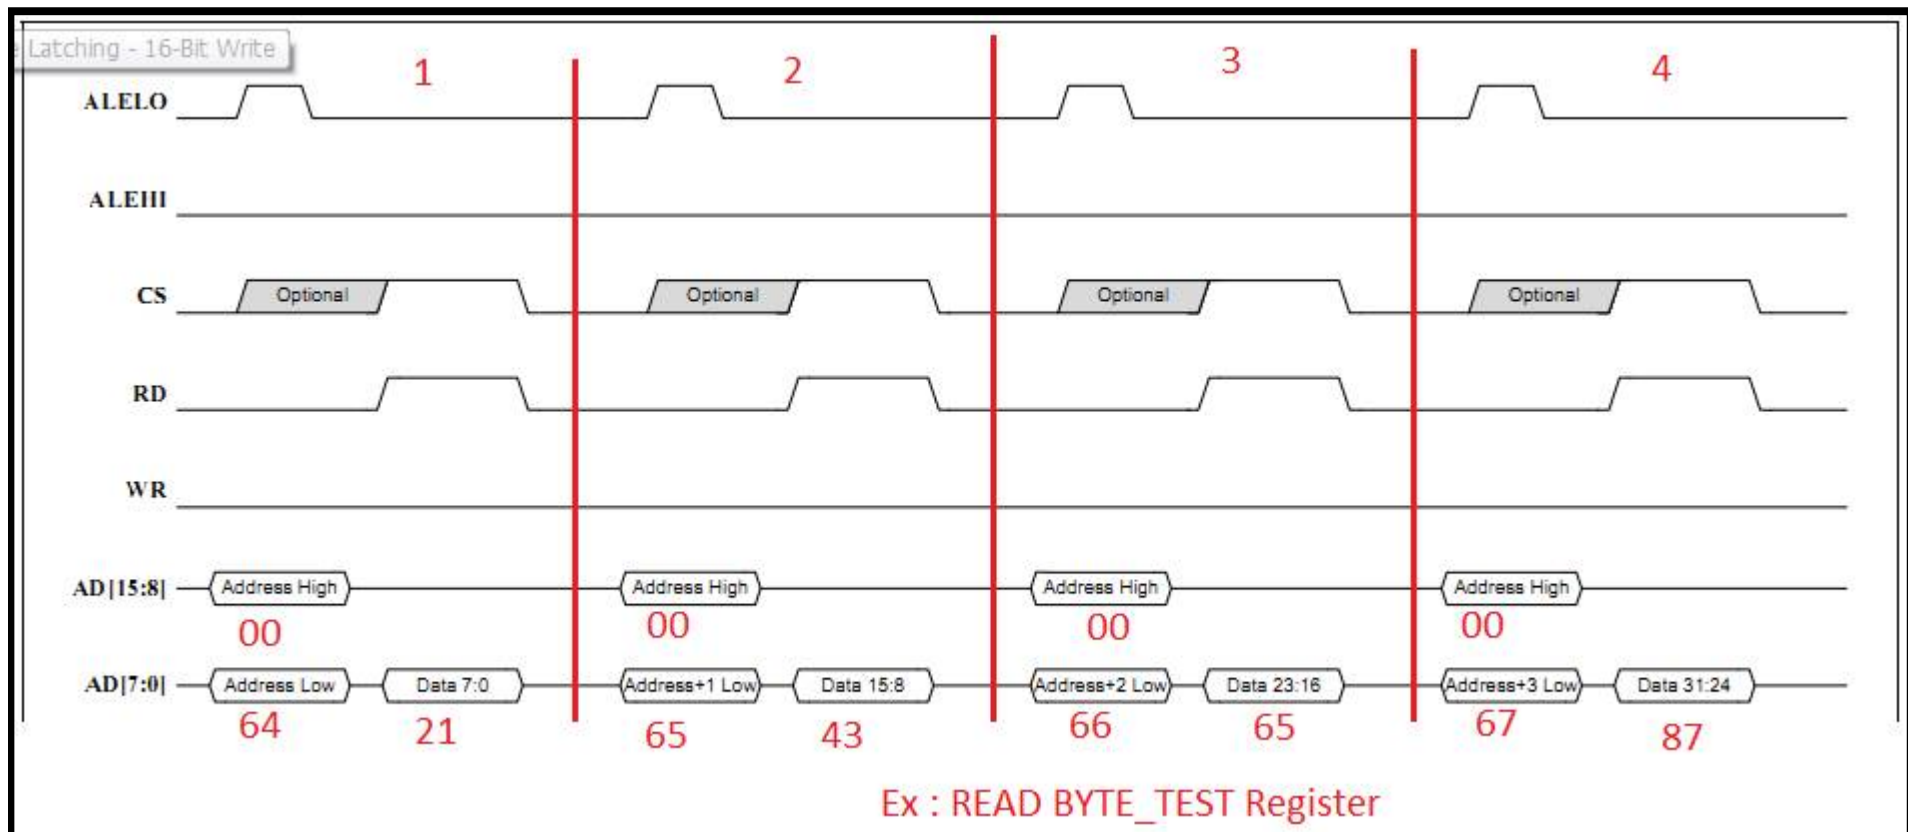 e Latching - 16-Bit Write
1 2 3 4
ALELO
ALEHI
CS Optional Optional Optional Optional
RD
WR
AD[15:8] Address High Address High Address High Address High
00 00 00 00
AD[7:0] Address Low Data 7:0 Address+1 Low Data 15:8 Address+2 Low Data 23:16 Address+3 Low Data 31:24
64 21 65 43 66 65 67 87
Ex : READ BYTE_TEST Register